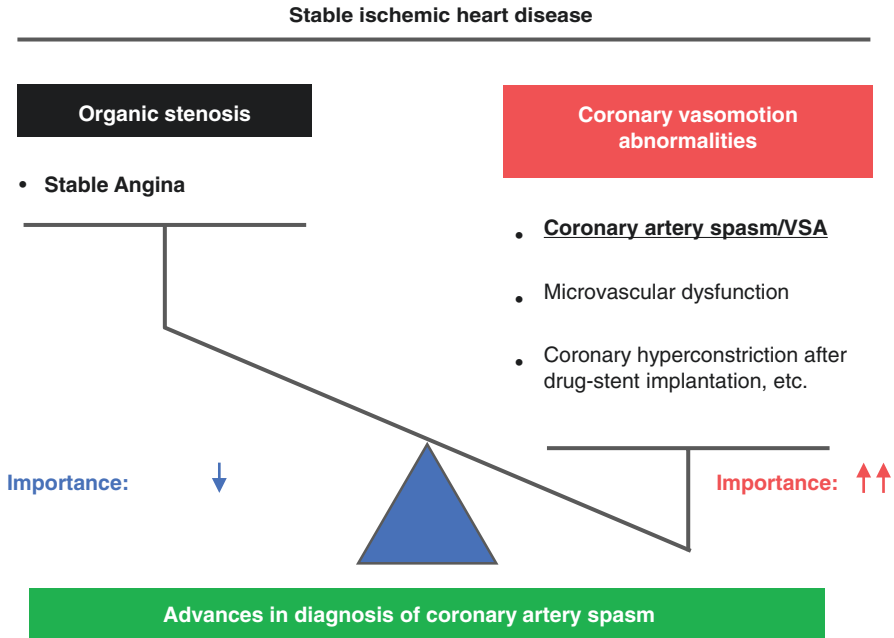 Stable ischemic heart disease
Organic stenosis
• Stable Angina
Coronary vasomotion
abnormalities
• Coronary artery spasm/VSA
• Microvascular dysfunction
• Coronary hyperconstriction after
drug-stent implantation, etc.
Importance: ↓
Importance: ↑↑
Advances in diagnosis of coronary artery spasm